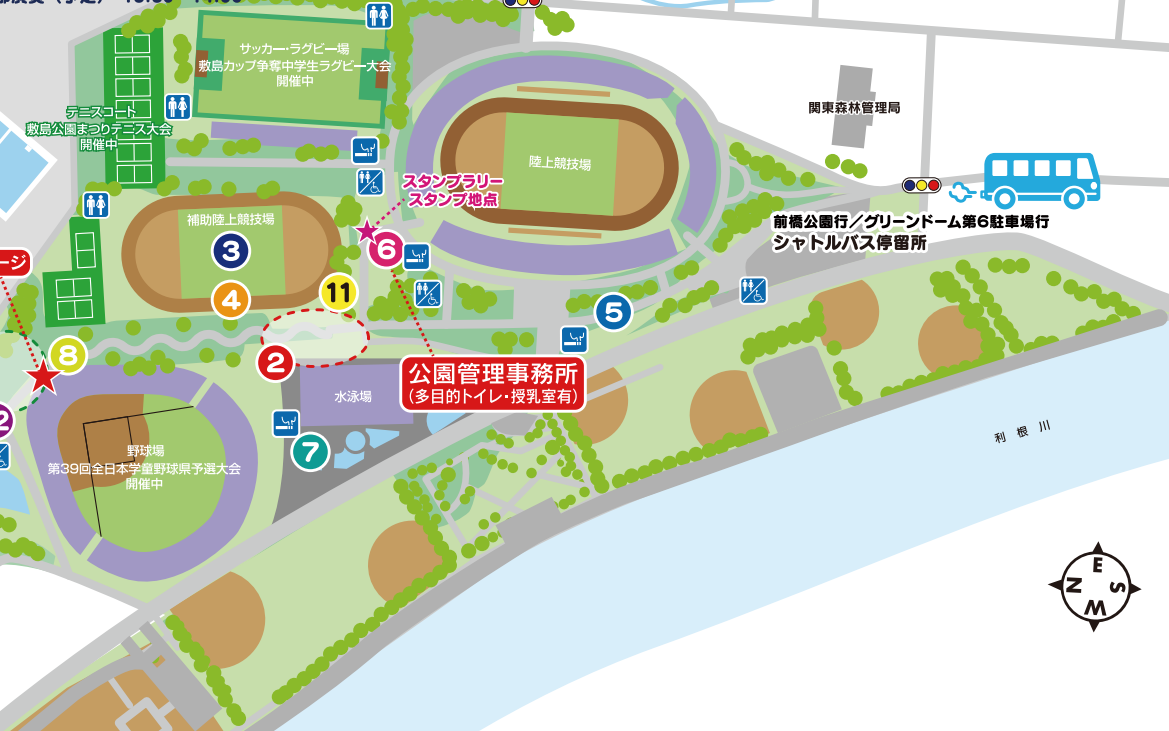 サッカー・ラグビー場
敷島カップ争奪中学生ラグビー大会
開催中
テニスコート
敷島公園まつりテニス大会
開催中
関東森林管理局
陸上競技場
スタンプラリー
スタンプ地点
補助陸上競技場
3
4
11
6
前橋公園行／グリーンドーム第6駐車場行
シャトルバス停留所
ージ
5
8
2
公園管理事務所
(多目的トイレ・授乳室有)
水泳場
2
7
野球場
第39回全日本学童野球県予選大会
開催中
利根川
E
N
S
W